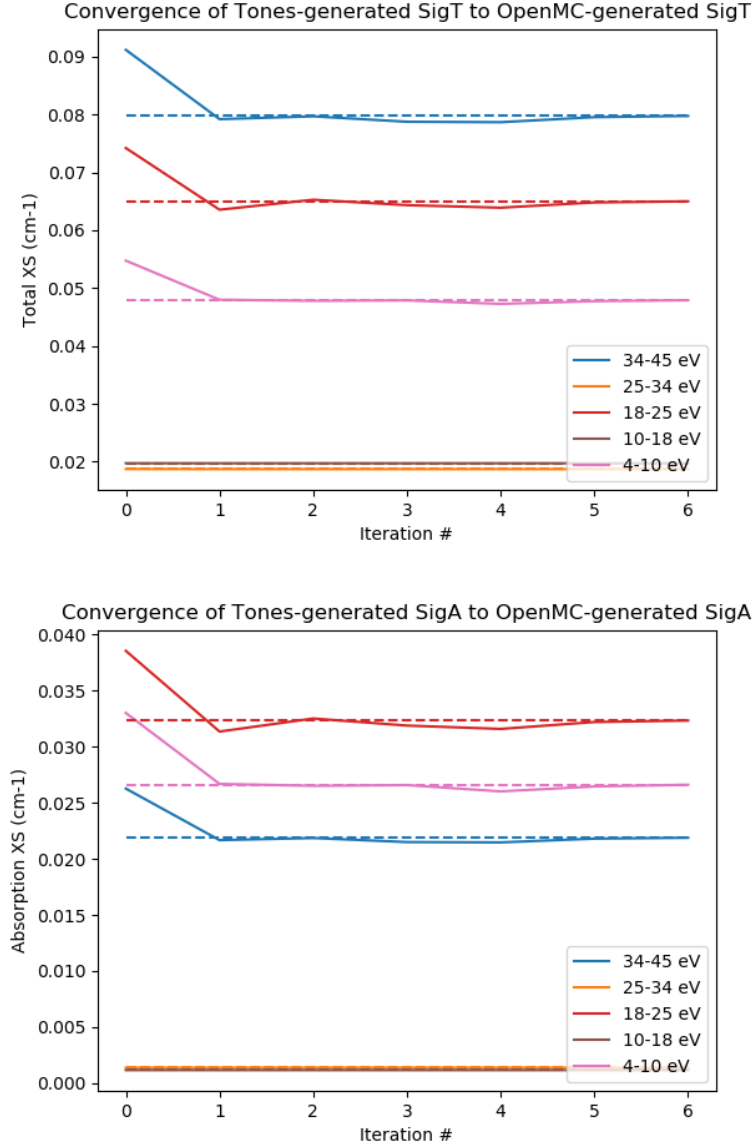 Convergence of Tones-generated SigT to OpenMC-generated SigT
0.09
0.08
0.07
0.06
0.05
0.04
0.03
0.02
Total XS (cm-1)
34-45 eV
25-34 eV
18-25 eV
10-18 eV
4-10 eV
0 1 2 3 4 5 6
Iteration #
Convergence of Tones-generated SigA to OpenMC-generated SigA
0.040
0.035
0.030
0.025
0.020
0.015
0.010
0.005
0.000
Absorption XS (cm-1)
34-45 eV
25-34 eV
18-25 eV
10-18 eV
4-10 eV
0 1 2 3 4 5 6
Iteration #